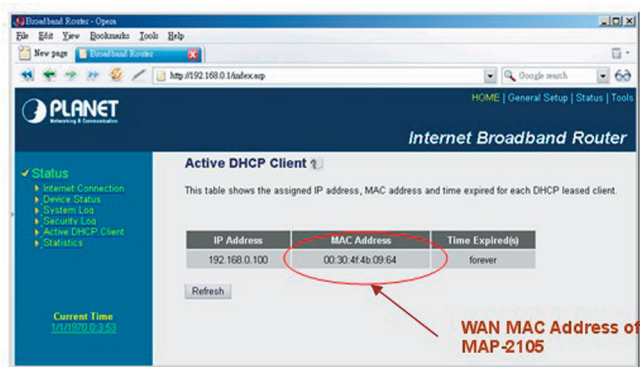 Broadband Router - Opera
File Edit View Bookmarks Tools Help
New page Broadband Router
http://192.168.0.1/index.asp Google search
HOME | General Setup | Status | Tools
PLANET
Networking & Communication
Internet Broadband Router
Status
Internet Connection
Device Status
System Log
Security Log
Active DHCP Client
Statistics
Current Time
1/1/1970 0:3:53
Active DHCP Client
This table shows the assigned IP address, MAC address and time expired for each DHCP leased client.
IP Address MAC Address Time Expired(s)
192.168.0.100 00:30:4f:4b:09:64 forever
Refresh
WAN MAC Address of
MAP-2105